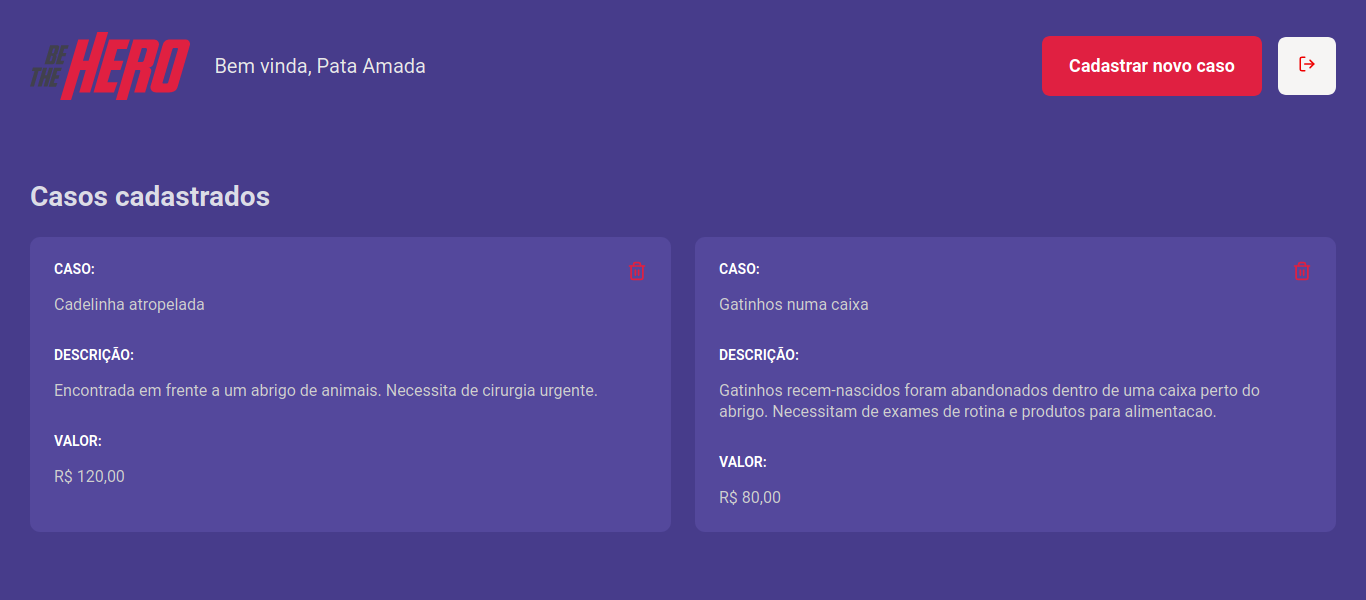 BE
THE
HERO
Bem vinda, Pata Amada
Cadastrar novo caso
Casos cadastrados
CASO:
Cadelinha atropelada
DESCRIÇÃO:
Encontrada em frente a um abrigo de animais. Necessita de cirurgia urgente.
VALOR:
R$ 120,00
CASO:
Gatinhos numa caixa
DESCRIÇÃO:
Gatinhos recem-nascidos foram abandonados dentro de uma caixa perto do
abrigo. Necessitam de exames de rotina e produtos para alimentacao.
VALOR:
R$ 80,00